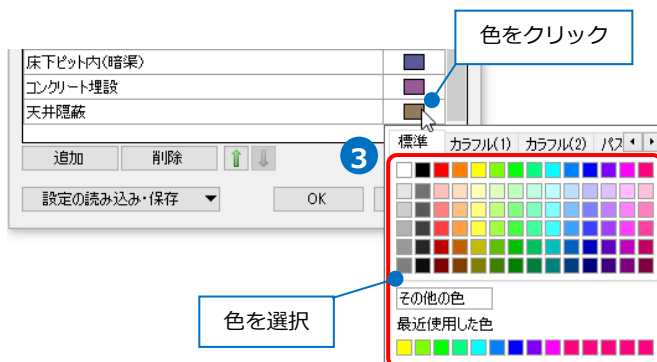 色をクリック
床下ピット内(暗渠)
コンクリート埋設
天井隠蔽
追加 削除
3
標準 カラフル(1) カラフル(2) パス
設定の読み込み・保存 OK
その他の色
最近使用した色
色を選択